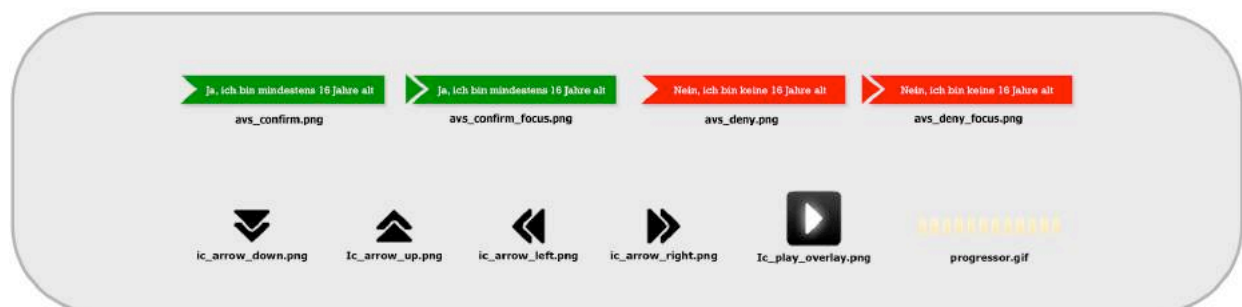 Ja, ich bin mindestens 16 Jahre alt
Ja, ich bin mindestens 16 Jahre alt
Nein, ich bin keine 16 Jahre alt
Nein, ich bin keine 16 Jahre alt
avs_confirm.png
avs_confirm_focus.png
avs_deny.png
avs_deny_focus.png
ic_arrow_down.png
Ic_arrow_up.png
ic_arrow_left.png
ic_arrow_right.png
Ic_play_overlay.png
progressor.gif